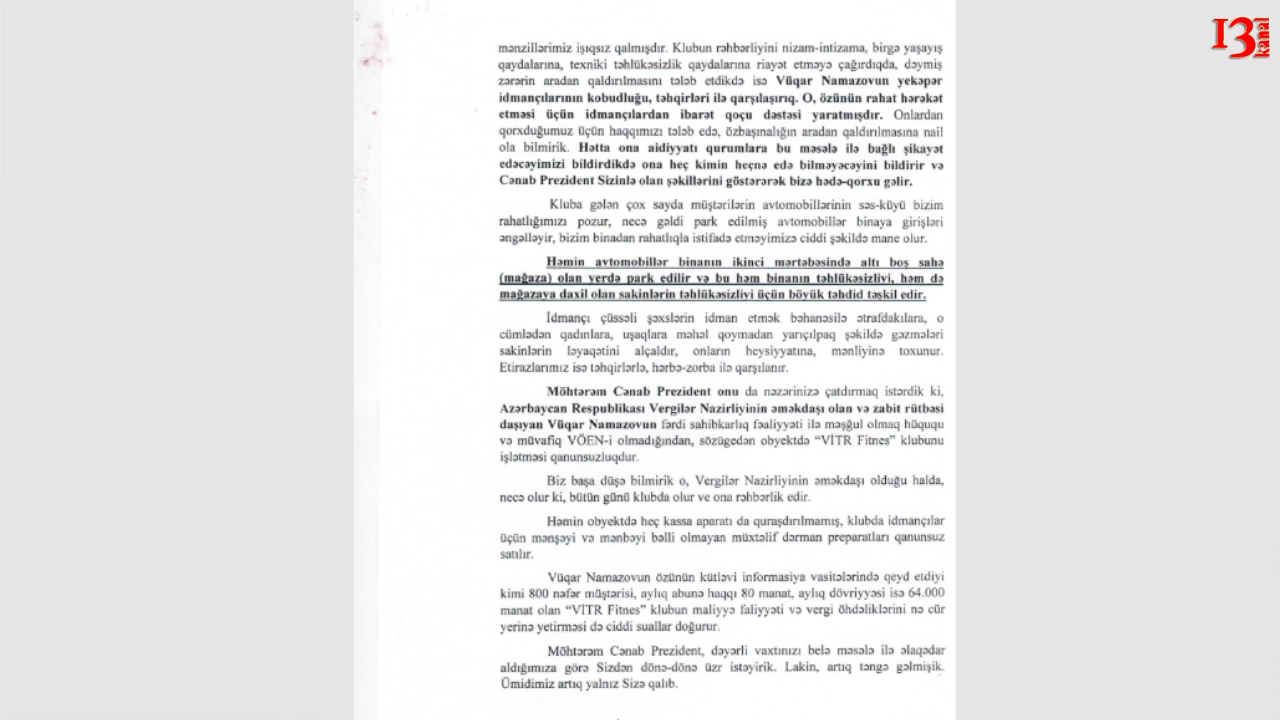 13 kanal
mənzillərimiz işıqsız qalmışdır. Klubun rəhbərliyini nizam-intizama, birgə yaşayış
qaydalarına, texniki təhlükəsizlik qaydalarına riayət etməyə çağırdıqda, dəymiş
zərərin aradan qaldırılmasını tələb etdikdə isə Vüqar Namazovun yekəpər
idmançılarının kobudluğu, təhqirləri ilə qarşılaşırıq. O, özünün rahat hərəkət
etməsi üçün idmançılardan ibarət qoçu dəstəsi yaratmışdır. Onlardan
qorxduğumuz üçün haqqımızı tələb edə, özbaşınalığın aradan qaldırılmasına nail
ola bilmirik. Hətta ona aidiyyatı qurumlara bu məsələ ilə bağlı şikayət
edəcəyimizi bildirdikdə ona heç kimin heçnə edə bilməyəcəyini bildirir və
Cənab Prezident Sizinlə olan şəkillərini göstərərək bizə hədə-qorxu gəlir.
Kluba gələn çox sayda müştərilərin avtomobillərinin səs-küyü bizim
rahatlığımızı pozur, necə gəldi park edilmiş avtomobillər binaya girişləri
əngəlləyir, bizim binadan rahatlıqla istifadə etməyimizə ciddi şəkildə mane olur.
Həmin avtomobillər binanın ikinci mərtəbəsində altı boş sahə
(mağaza) olan yerdə park edilir və bu həm binanın təhlükəsizliyi, həm də
mağazaya daxil olan sakinlərin təhlükəsizliyi üçün böyük təhdid təşkil edir.
İdmançı cüssəli şəxslərin idman etmək bəhanəsilə ətrafdakılara, o
cümlədən qadınlara, uşaqlara məhəl qoymadan yarıçılpaq şəkildə gəzmələri
sakinlərin ləyaqətini alçaldır, onların heysiyyatına, mənliyinə toxunur.
Etirazlarımız isə təhqirlərlə, hərbə-zorba ilə qarşılanır.
Möhtərəm Cənab Prezident onu da nəzərinizə çatdırmaq istərdik ki,
Azərbaycan Respublikası Vergilər Nazirliyinin əməkdaşı olan və zabit rütbəsi
daşıyan Vüqar Namazovun fərdi sahibkarlıq fəaliyyəti ilə məşğul olmaq hüququ
və müvafiq VÖEN-i olmadığından, sözügedən obyektdə “VİTR Fitnes” klubunu
işlətməsi qanunsuzluqdur.
Biz başa düşə bilmirik o, Vergilər Nazirliyinin əməkdaşı olduğu halda,
necə olur ki, bütün günü klubda olur ve ona rəhbərlik edir.
Həmin obyektdə heç kassa aparatı da quraşdırılmamış, klubda idmançılar
üçün mənşəyi və mənbəyi bəlli olmayan müxtəlif dərman preparatları qanunsuz
satılır.
Vüqar Namazovun özünün kütləvi informasiya vasitələrində qeyd etdiyi
kimi 800 nəfər müştərisi, aylıq abunə haqqı 80 manat, aylıq dövriyyəsi isə 64.000
manat olan “VİTR Fitnes” klubun maliyyə faliyyəti və vergi öhdəliklərini nə cür
yerinə yetirməsi də ciddi suallar doğurur.
Möhtərəm Cənab Prezident, dəyərli vaxtınızı belə məsələ ilə əlaqədar
aldığımıza görə Sizdən dönə-dönə üzr istəyirik. Lakin, artıq təngə gəlmişik.
Ümidimiz artıq yalnız Sizə qalıb.